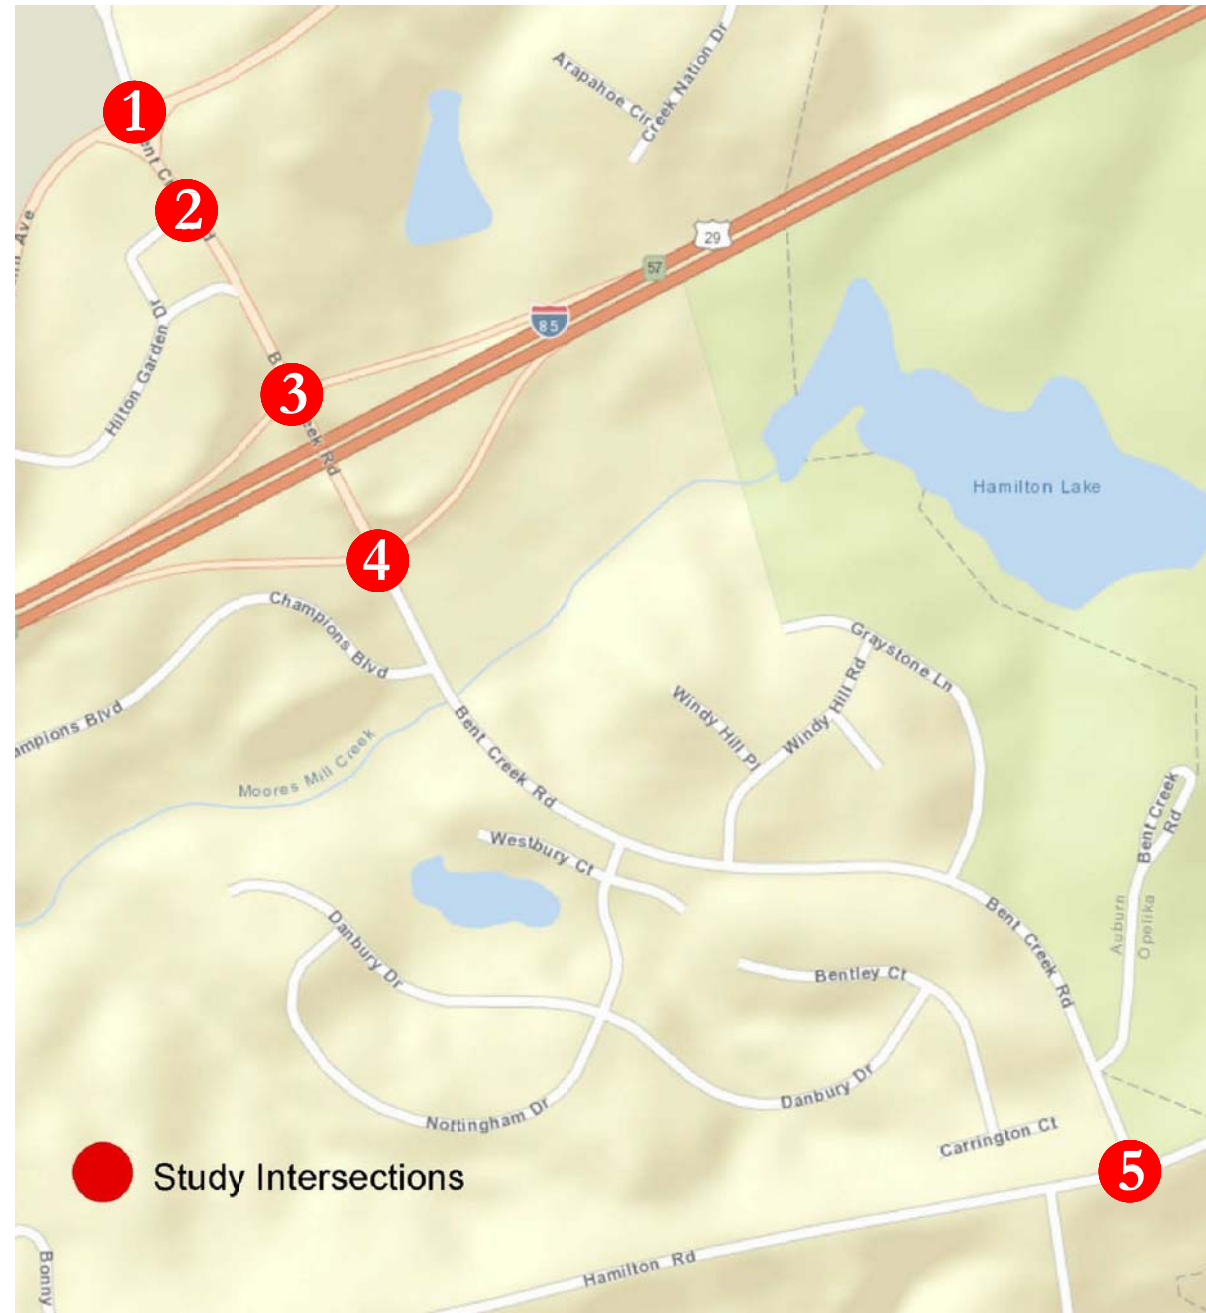 Arapahoe Cir
Creek Nation Dr
1
2
29
57
85
Hilton Garden Dr
3
4
Hamilton Lake
Champions Blvd
Graystone Ln
Windy Hill Rd
Windy Hill Pl
Bent Creek Rd
Moores Mill Creek
Westbury Ct
Bent Creek Rd
Auburn
Opelika
Danbury Dr
Bentley Ct
Bent Creek Rd
Nottingham Dr
Danbury Dr
Carrington Ct
Study Intersections
5
Hamilton Rd
Bonny